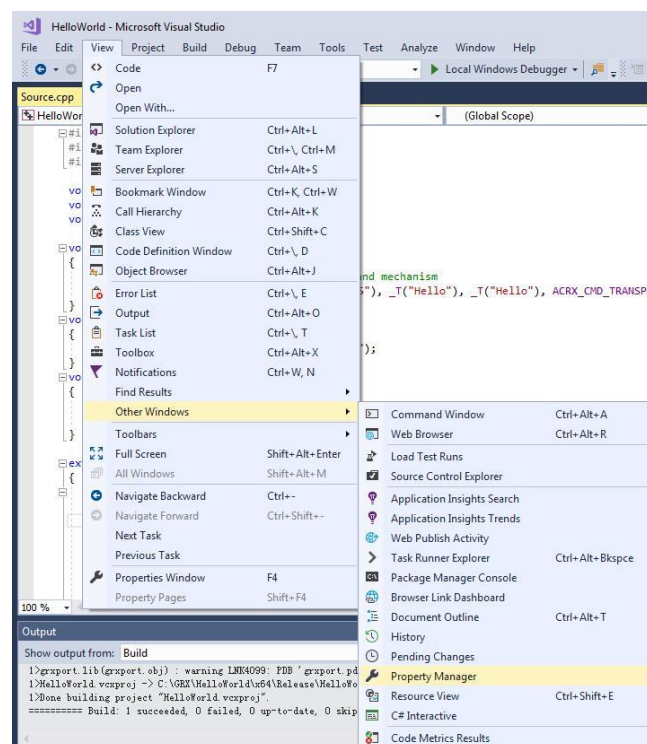 HelloWorld - Microsoft Visual Studio
File Edit View Project Build Debug Team Tools Test Analyze Window Help
Local Windows Debugger
Source.cpp
HelloWor
(Global Scope)
Code F7
Open
Open With...
Solution Explorer Ctrl+Alt+L
Team Explorer Ctrl+\, Ctrl+M
Server Explorer Ctrl+Alt+S
Bookmark Window Ctrl+K, Ctrl+W
Call Hierarchy Ctrl+Alt+K
Class View Ctrl+Shift+C
Code Definition Window Ctrl+\, D
Object Browser Ctrl+Alt+J
Error List Ctrl+\, E
Output Ctrl+Alt+O
Task List Ctrl+\, T
Toolbox Ctrl+Alt+X
Notifications Ctrl+W, N
Find Results
Other Windows
Toolbars
Full Screen Shift+Alt+Enter
All Windows Shift+Alt+M
Navigate Backward Ctrl+-
Navigate Forward Ctrl+Shift+-
Next Task
Previous Task
Properties Window F4
Property Pages Shift+F4
#i
#i
#i
vo
vo
vo
vo
{
}
vo
{
}
vo
{
}
ex
{
and mechanism
"), _T("Hello"), _T("Hello"), ACRX_CMD_TRANSP
");
Command Window Ctrl+Alt+A
Web Browser Ctrl+Alt+R
Load Test Runs
Source Control Explorer
Application Insights Search
Application Insights Trends
Web Publish Activity
Task Runner Explorer Ctrl+Alt+Bkspce
Package Manager Console
Browser Link Dashboard
Document Outline Ctrl+Alt+T
History
Pending Changes
Property Manager
Resource View Ctrl+Shift+E
C# Interactive
Code Metrics Results
100 %
Output
Show output from: Build
1>grxport.lib(grxport.obj) : warning LNK4099: PDB 'grxport.pd
1>HelloWorld.vcxproj -> C:\GRX\HelloWorld\x64\Release\HelloWo
1>Done building project "HelloWorld.vcxproj".
========== Build: 1 succeeded, 0 failed, 0 up-to-date, 0 skip